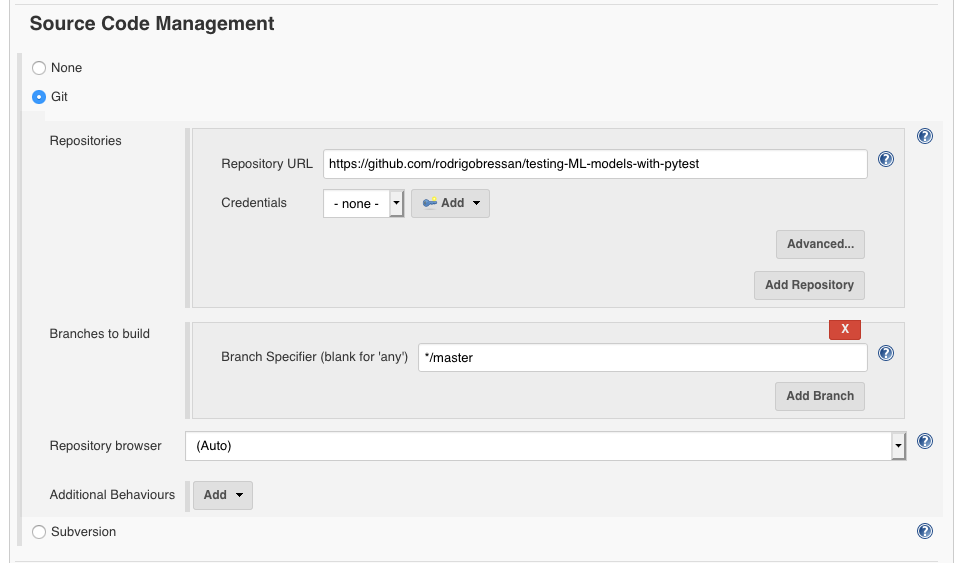 Source Code Management
None
Git
Repositories
Repository URL https://github.com/rodrigobressan/testing-ML-models-with-pytest
Credentials - none - Add
Advanced...
Add Repository
Branches to build
X
Branch Specifier (blank for 'any') */master
Add Branch
Repository browser (Auto)
Additional Behaviours Add
Subversion